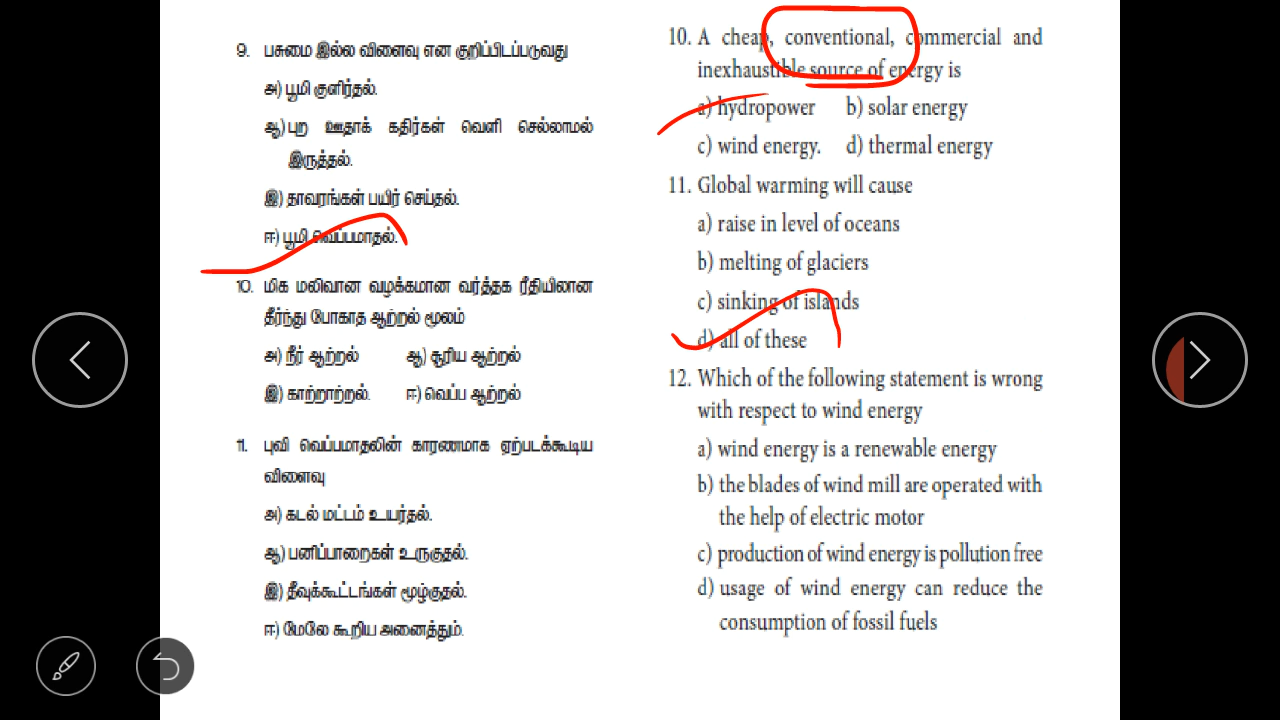 9. பசுமை இல்ல விளைவு என குறிப்பிடப்படுவது
அ) பூமி குளிர்தல்.
ஆ) புற ஊதாக் கதிர்கள் வெளி செல்லாமல்
இருத்தல்.
இ) தாவரங்கள் பயிர் செய்தல்.
ஈ) பூமி வெப்பமாதல்.
10. மிக மலிவான வழக்கமான வர்த்தக ரீதியிலான
தீர்ந்து போகாத ஆற்றல் மூலம்
அ) நீர் ஆற்றல் ஆ) சூரிய ஆற்றல்
இ) காற்றாற்றல். ஈ) வெப்ப ஆற்றல்
11. புவி வெப்பமாதலின் காரணமாக ஏற்படக்கூடிய
விளைவு
அ) கடல் மட்டம் உயர்தல்.
ஆ) பனிப்பாறைகள் உருகுதல்.
இ) தீவுக்கூட்டங்கள் மூழ்குதல்.
ஈ) மேலே கூறிய அனைத்தும்.
10. A cheap, conventional, commercial and
inexhaustible source of energy is
a) hydropower b) solar energy
c) wind energy. d) thermal energy
11. Global warming will cause
a) raise in level of oceans
b) melting of glaciers
c) sinking of islands
d) all of these
12. Which of the following statement is wrong
with respect to wind energy
a) wind energy is a renewable energy
b) the blades of wind mill are operated with
the help of electric motor
c) production of wind energy is pollution free
d) usage of wind energy can reduce the
consumption of fossil fuels